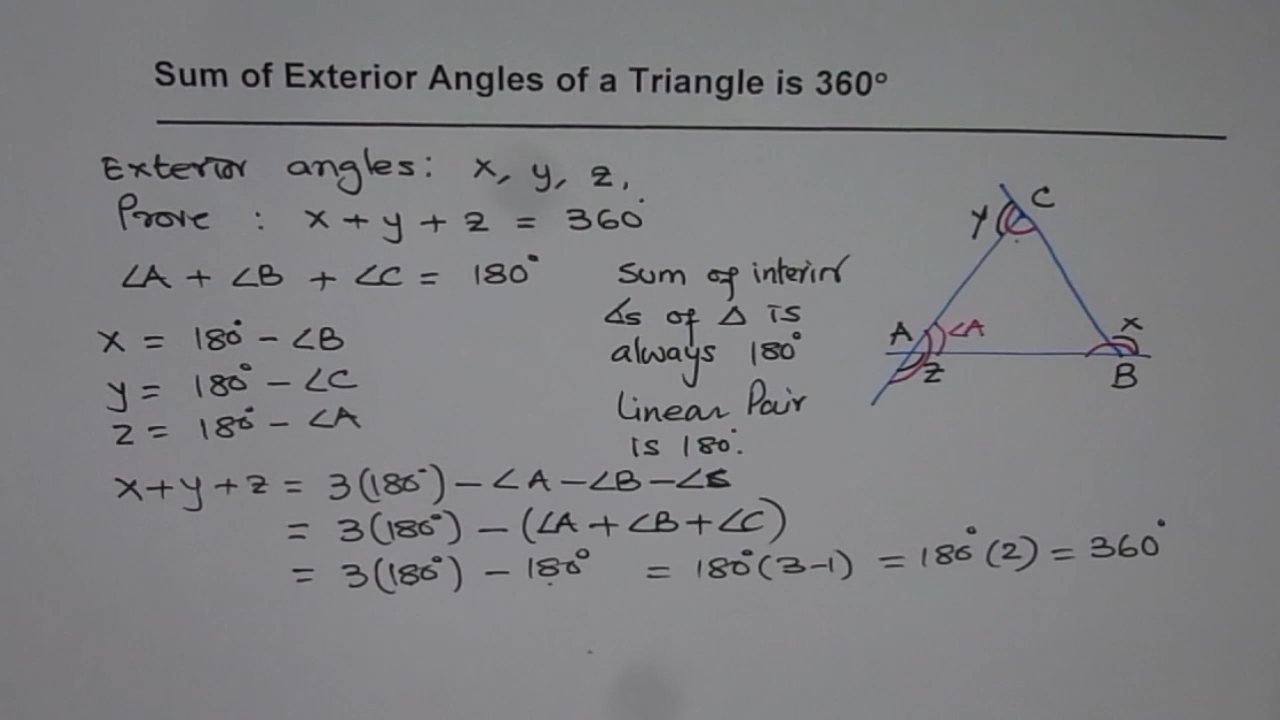 Sum of Exterior Angles of a Triangle is 360°
Exterior angles: x, y, z,
Prove : x + y + z = 360°
∠A + ∠B + ∠C = 180°
Sum of interior
∠s of △ is
always 180°
x = 180° - ∠B
y = 180° - ∠C
z = 180° - ∠A
Linear Pair
is 180°.
x + y + z = 3(180°) - ∠A - ∠B - ∠C
= 3(180°) - (∠A + ∠B + ∠C)
= 3(180°) - 180° = 180°(3-1) = 180°(2) = 360°
C
y
A
∠A
x
z
B